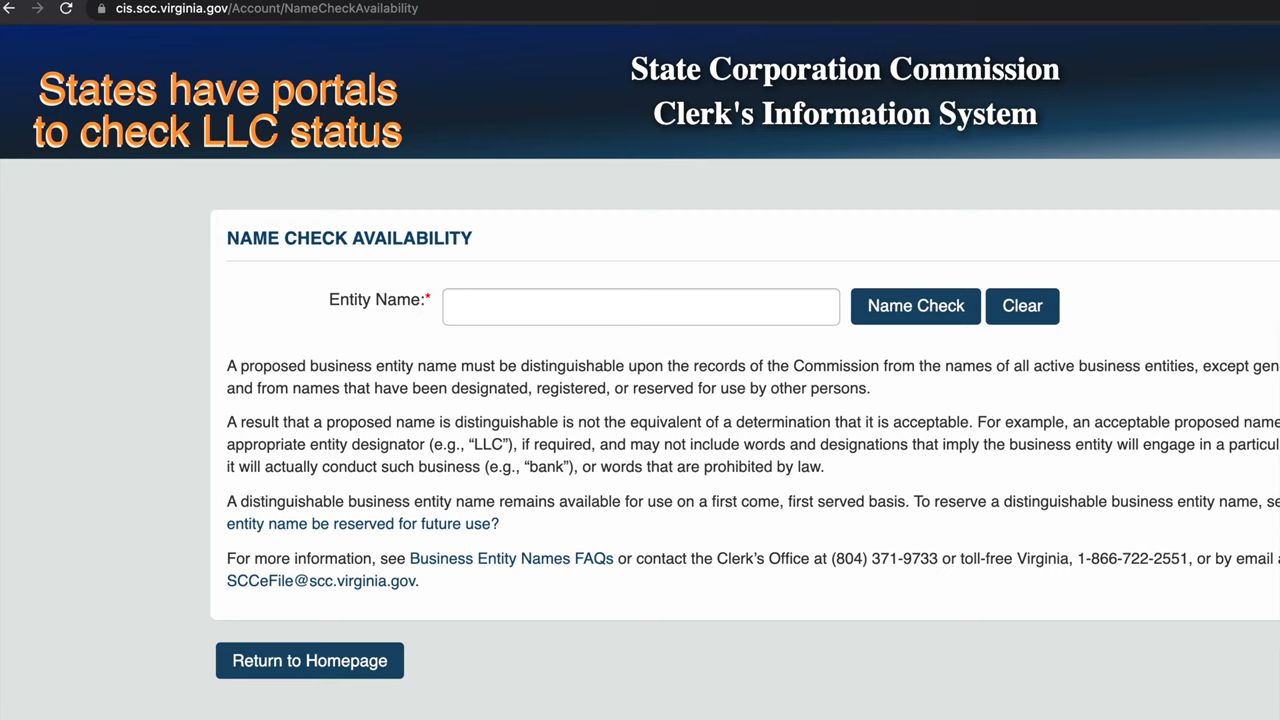 cis.scc.virginia.gov/Account/NameCheckAvailability
States have portals
to check LLC status
State Corporation Commission
Clerk's Information System
NAME CHECK AVAILABILITY
Entity Name:*
Name Check
Clear
A proposed business entity name must be distinguishable upon the records of the Commission from the names of all active business entities, except gen
and from names that have been designated, registered, or reserved for use by other persons.
A result that a proposed name is distinguishable is not the equivalent of a determination that it is acceptable. For example, an acceptable proposed name
appropriate entity designator (e.g., “LLC”), if required, and may not include words and designations that imply the business entity will engage in a particul
it will actually conduct such business (e.g., “bank”), or words that are prohibited by law.
A distinguishable business entity name remains available for use on a first come, first served basis. To reserve a distinguishable business entity name, se
entity name be reserved for future use?
For more information, see Business Entity Names FAQs or contact the Clerk’s Office at (804) 371-9733 or toll-free Virginia, 1-866-722-2551, or by email a
SCCeFile@scc.virginia.gov.
Return to Homepage